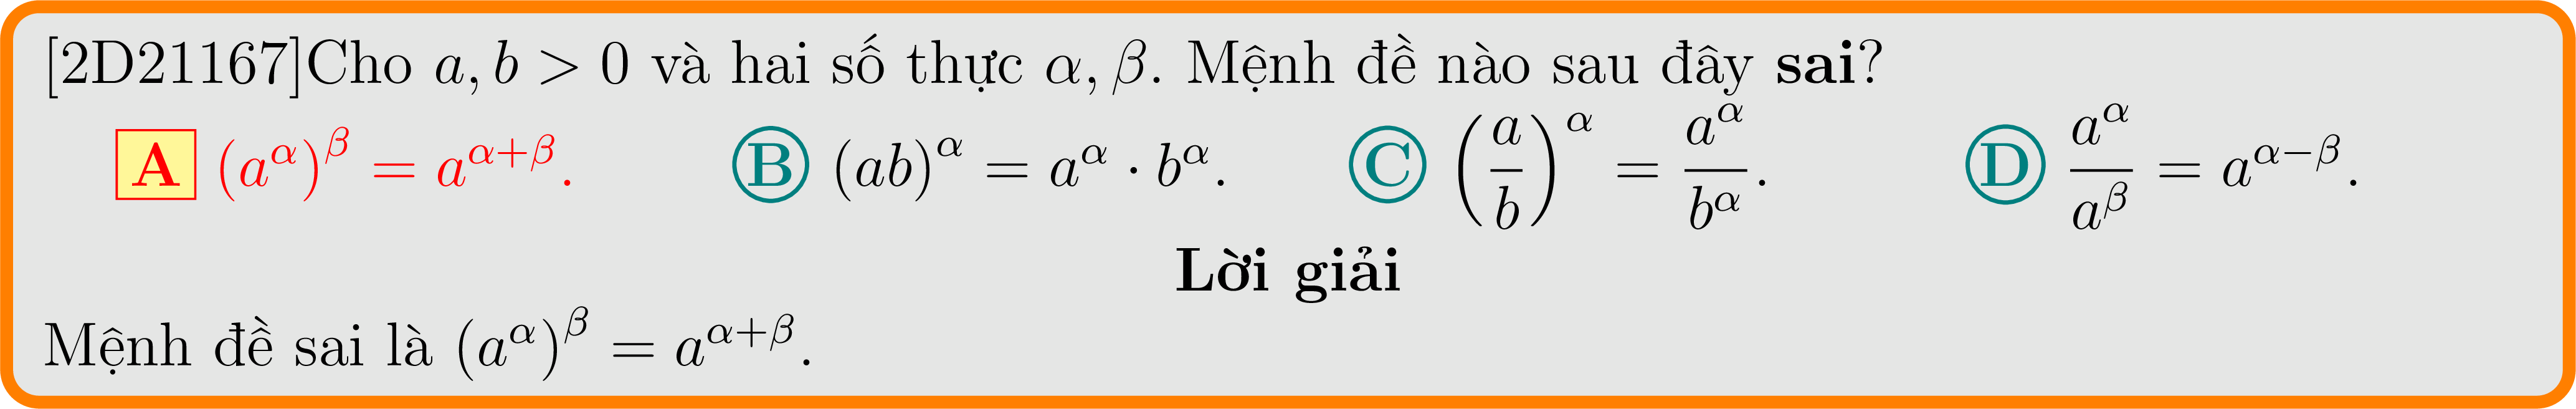 [2D21167]Cho $a, b > 0$ và hai số thực $\alpha, \beta$. Mệnh đề nào sau đây sai?
A $(a^{\alpha})^{\beta} = a^{\alpha+\beta}$. B $(ab)^{\alpha} = a^{\alpha} \cdot b^{\alpha}$. C $\left(\frac{a}{b}\right)^{\alpha} = \frac{a^{\alpha}}{b^{\alpha}}$. D $\frac{a^{\alpha}}{a^{\beta}} = a^{\alpha-\beta}$.
Lời giải
Mệnh đề sai là $(a^{\alpha})^{\beta} = a^{\alpha+\beta}$.